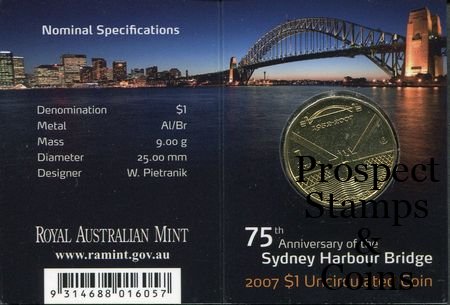 Nominal Specifications
Denomination $1
Metal Al/Br
Mass 9.00 g
Diameter 25.00 mm
Designer W. Pietranik
ROYAL AUSTRALIAN MINT
www.ramint.gov.au
9 314688 016057
1932-2007
75th Anniversary of the
Sydney Harbour Bridge
2007 $1 Uncirculated Coin
Prospect
Stamps
&
Coins